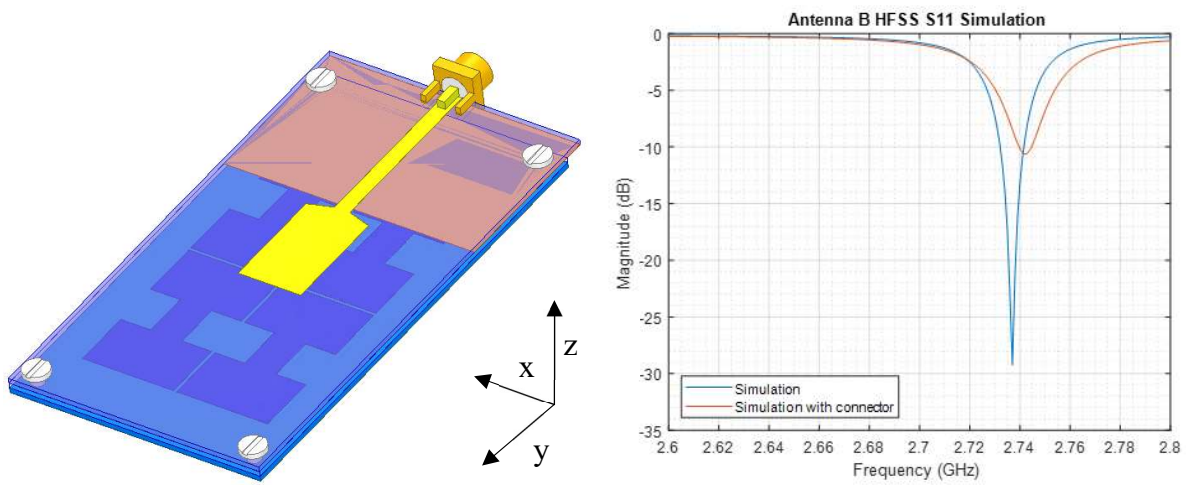 x
z
y
Antenna B HFSS S11 Simulation
Magnitude (dB)
0
-5
-10
-15
-20
-25
-30
-35
Simulation
Simulation with connector
2.6 2.62 2.64 2.66 2.68 2.7 2.72 2.74 2.76 2.78 2.8
Frequency (GHz)